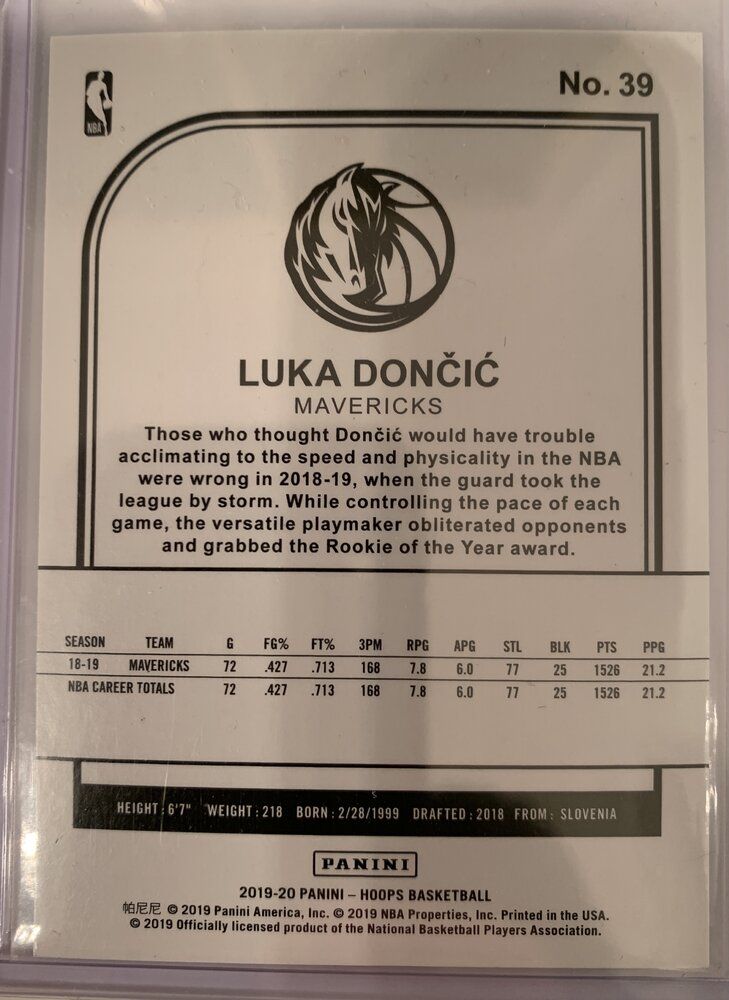 No. 39
NBA
LUKA DONČIĆ
MAVERICKS
Those who thought Dončić would have trouble
acclimating to the speed and physicality in the NBA
were wrong in 2018-19, when the guard took the
league by storm. While controlling the pace of each
game, the versatile playmaker obliterated opponents
and grabbed the Rookie of the Year award.
SEASON TEAM G FG% FT% 3PM RPG APG STL BLK PTS PPG
18-19 MAVERICKS 72 .427 .713 168 7.8 6.0 77 25 1526 21.2
NBA CAREER TOTALS 72 .427 .713 168 7.8 6.0 77 25 1526 21.2
HEIGHT: 6'7" WEIGHT: 218 BORN: 2/28/1999 DRAFTED: 2018 FROM: SLOVENIA
PANINI
2019-20 PANINI – HOOPS BASKETBALL
帕尼尼 © 2019 Panini America, Inc. © 2019 NBA Properties, Inc. Printed in the USA.
© 2019 Officially licensed product of the National Basketball Players Association.